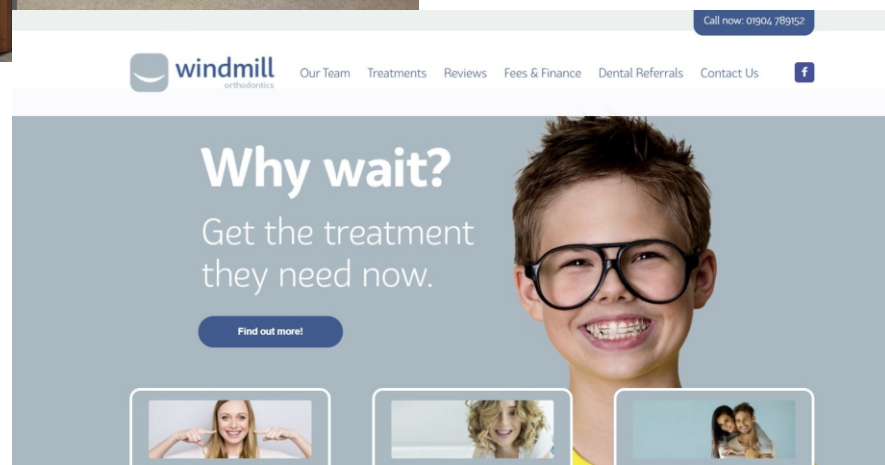 Call now: 01904 789152
windmill
orthodontics
Our Team Treatments Reviews Fees & Finance Dental Referrals Contact Us f
Why wait?
Get the treatment
they need now.
Find out more!